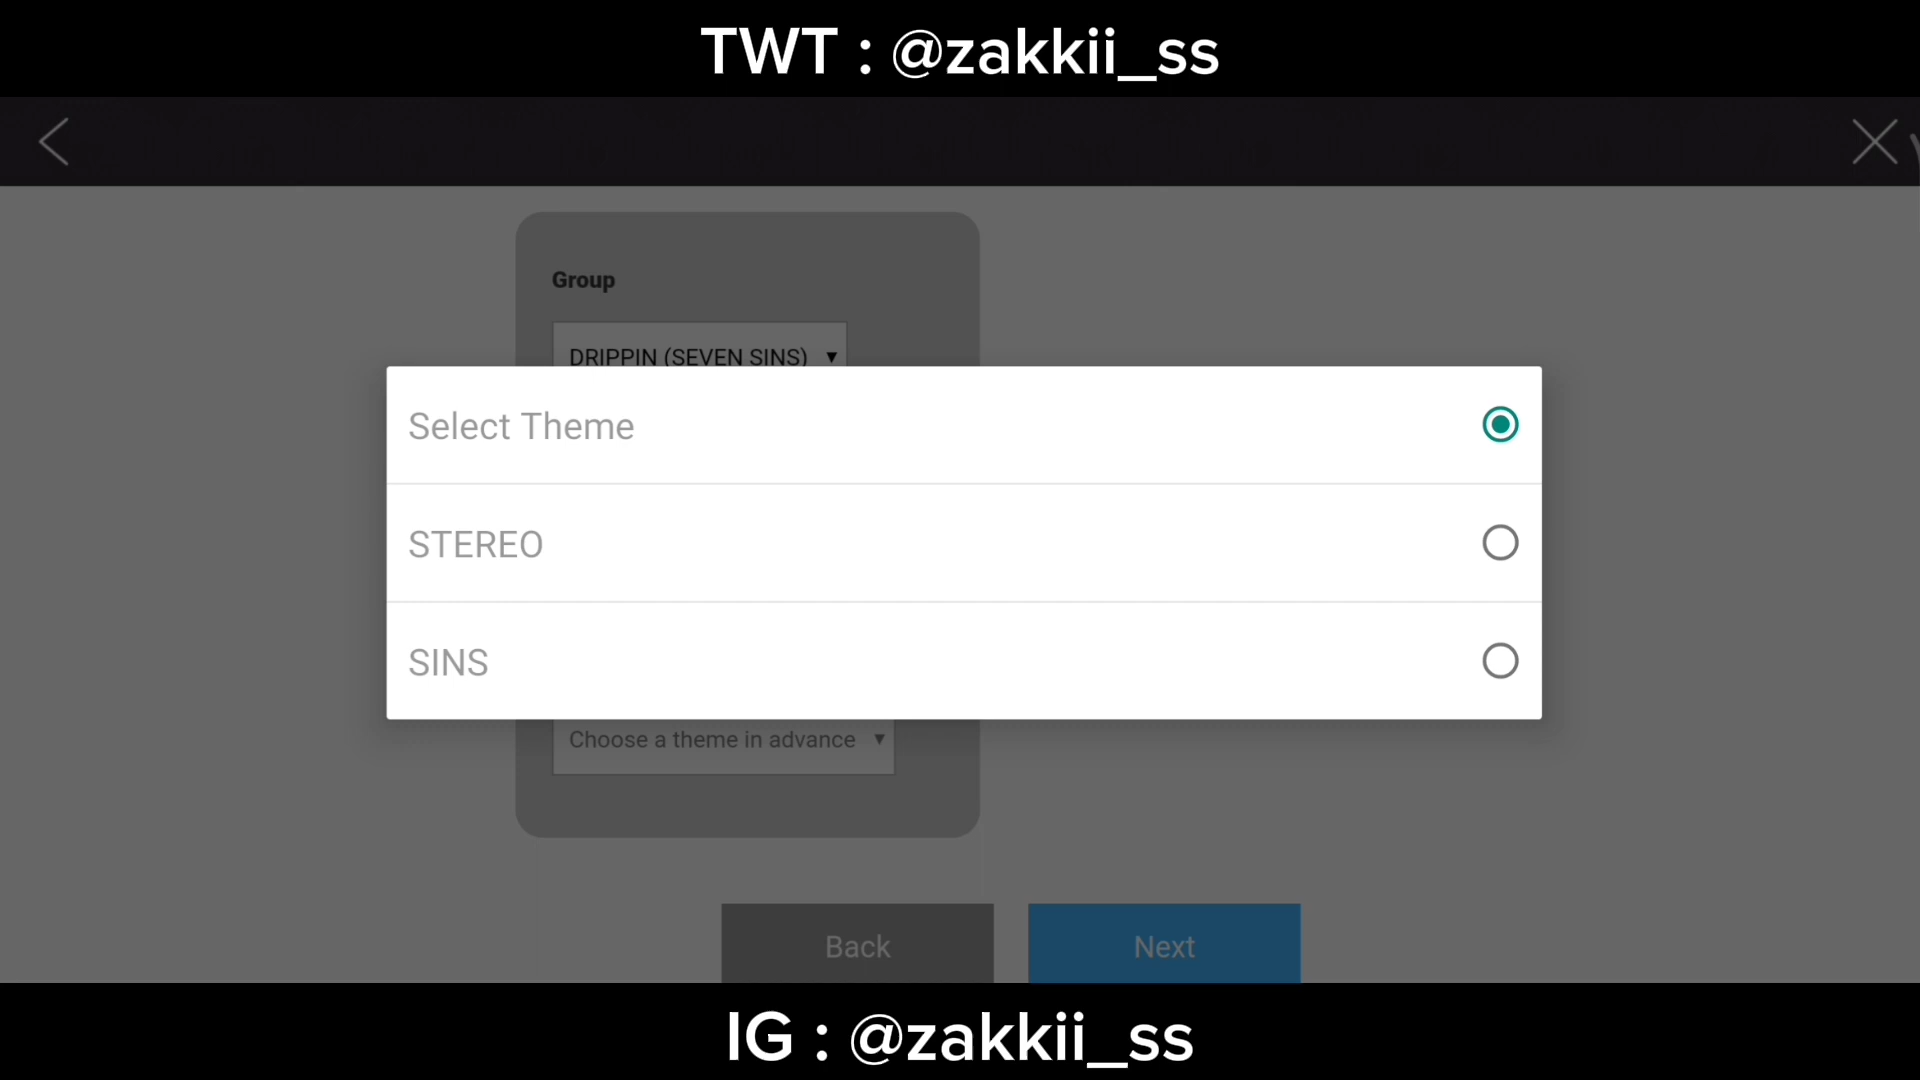 TWT : @zakkii_ss
Group
DRIPPIN (SEVEN SINS)
Select Theme
STEREO
SINS
Choose a theme in advance
Back
Next
IG : @zakkii_ss